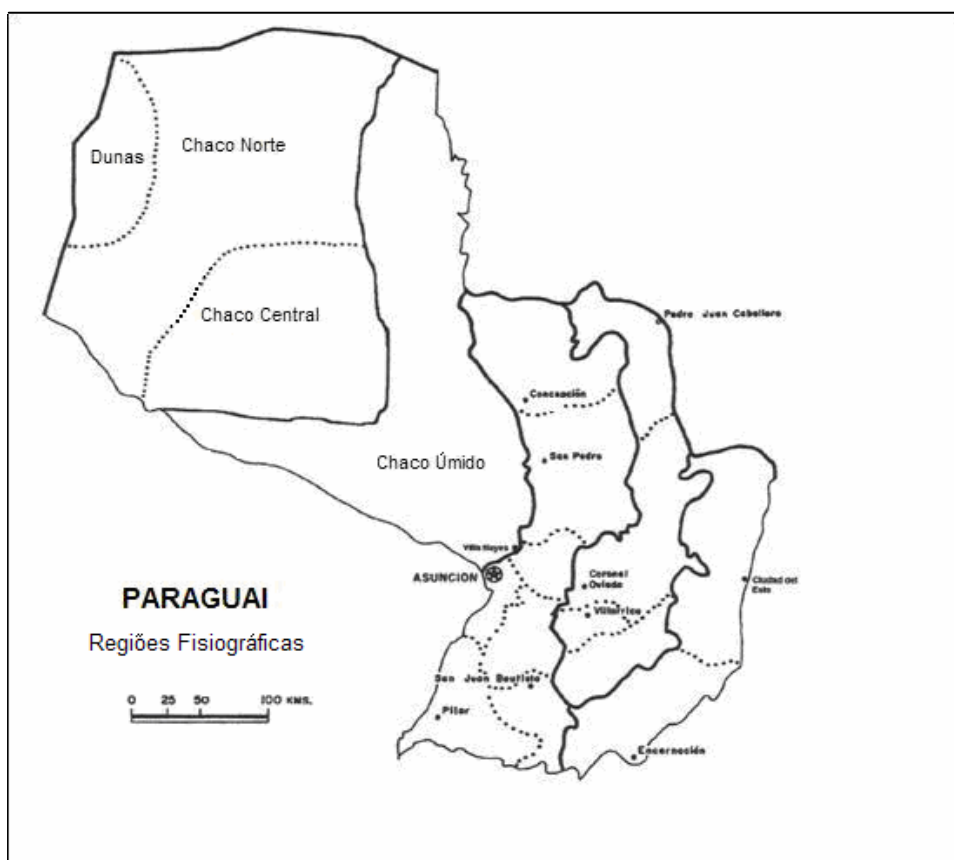 Dunas
Chaco Norte
Chaco Central
Pedro Juan Caballero
Concepción
Chaco Úmido
San Pedro
Villa Hayes
ASUNCION
Coronel
Oviedo
Ciudad del
Este
Villarrica
PARAGUAI
Regiões Fisiográficas
San Juan Bautista
0 25 50 100 KMS.
Pilar
Encarnación